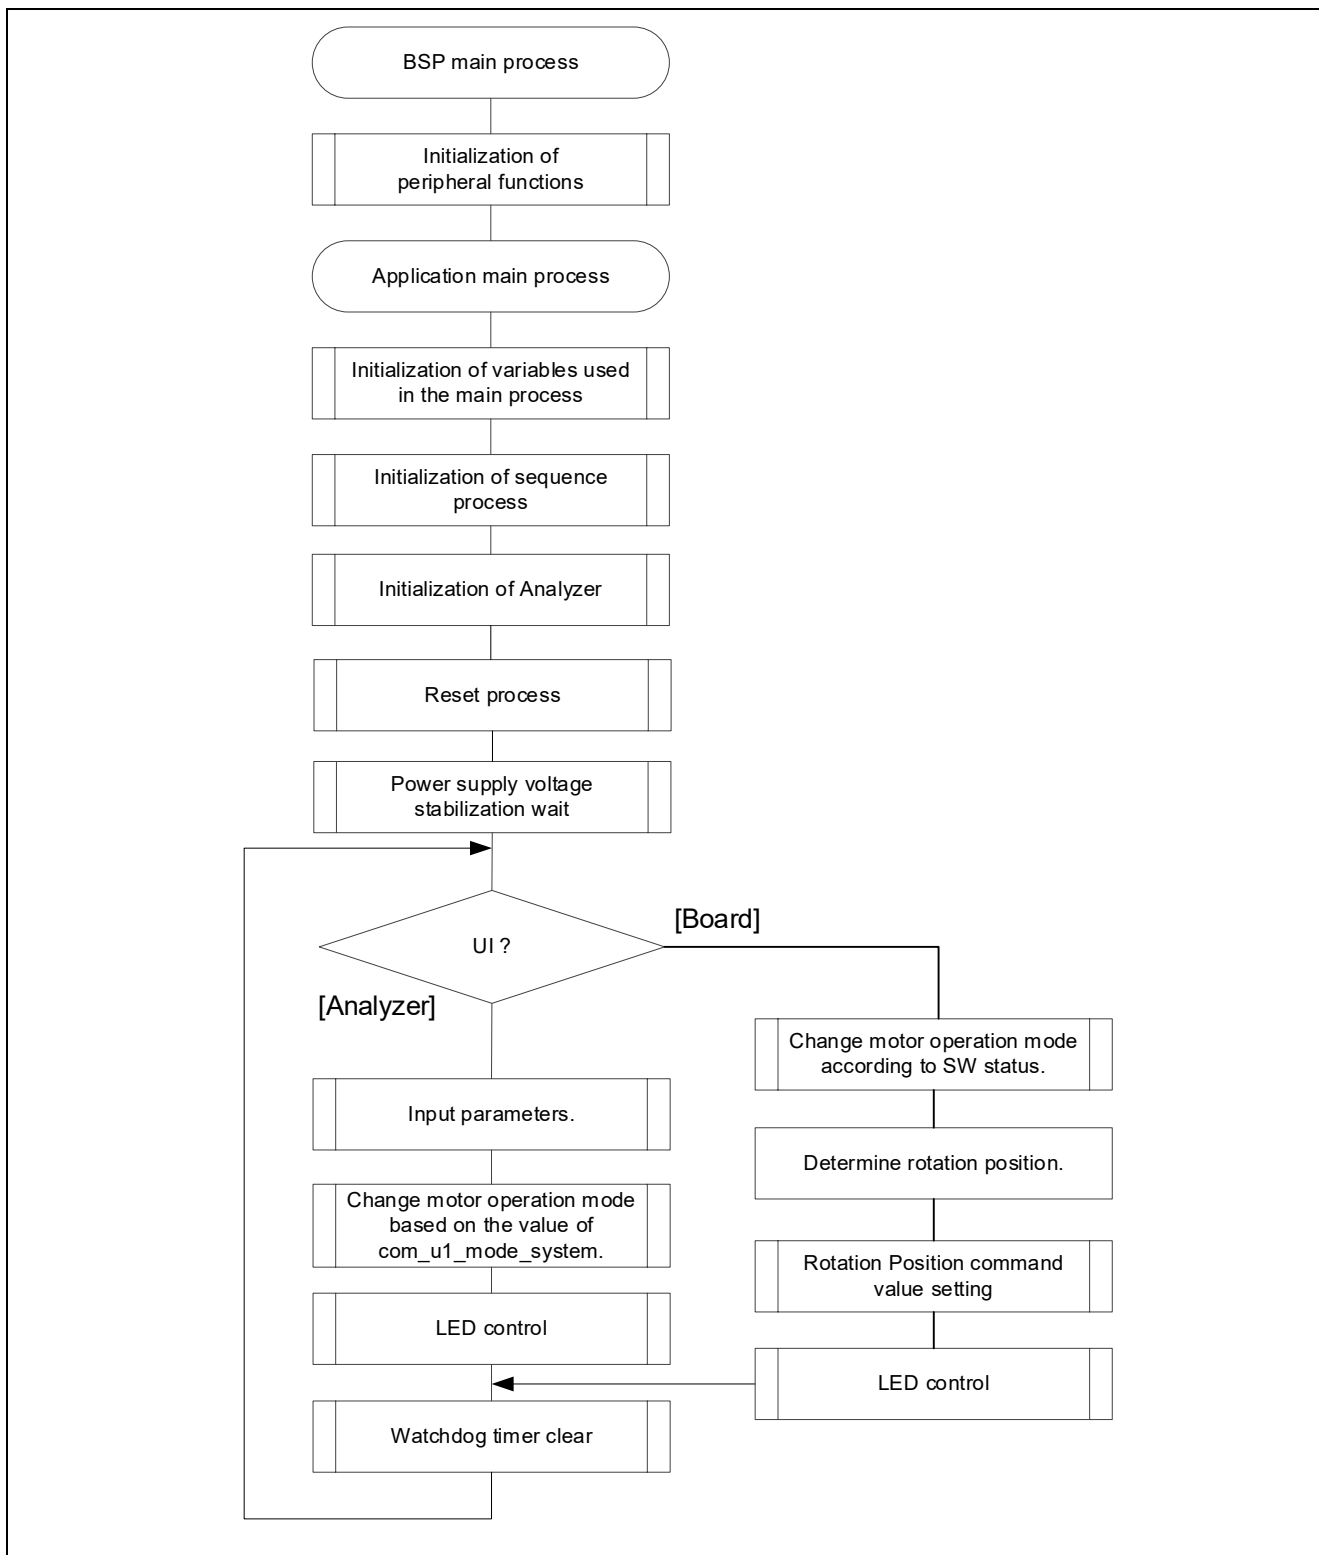 BSP main process
Initialization of
peripheral functions
Application main process
Initialization of variables used
in the main process
Initialization of sequence
process
Initialization of Analyzer
Reset process
Power supply voltage
stabilization wait
UI ?
[Board]
[Analyzer]
Input parameters.
Change motor operation mode
based on the value of
com_u1_mode_system.
LED control
Change motor operation mode
according to SW status.
Determine rotation position.
Rotation Position command
value setting
LED control
Watchdog timer clear